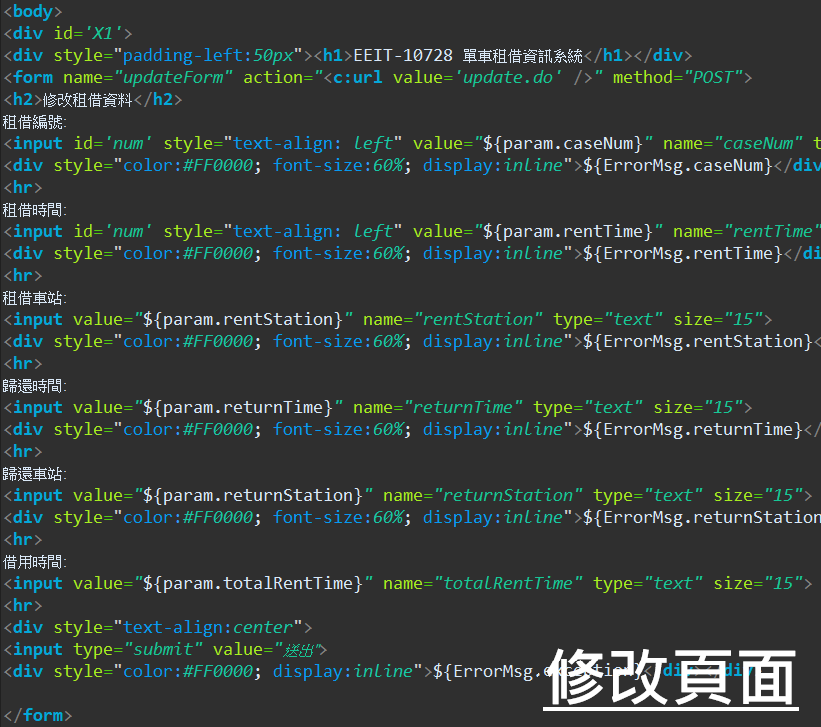 <body>
<div id='X1'>
<div style="padding-left:50px"><h1>EEIT-10728 單車租借資訊系統</h1></div>
<form name="updateForm" action="<c:url value='update.do' />" method="POST">
<h2>修改租借資料</h2>
租借編號:
<input id='num' style="text-align: left" value="${param.caseNum}" name="caseNum" t
<div style="color:#FF0000; font-size:60%; display:inline">${ErrorMsg.caseNum}</div
<hr>
租借時間:
<input id='num' style="text-align: left" value="${param.rentTime}" name="rentTime"
<div style="color:#FF0000; font-size:60%; display:inline">${ErrorMsg.rentTime}</di
<hr>
租借車站:
<input value="${param.rentStation}" name="rentStation" type="text" size="15">
<div style="color:#FF0000; font-size:60%; display:inline">${ErrorMsg.rentStation}<
<hr>
歸還時間:
<input value="${param.returnTime}" name="returnTime" type="text" size="15">
<div style="color:#FF0000; font-size:60%; display:inline">${ErrorMsg.returnTime}</
<hr>
歸還車站:
<input value="${param.returnStation}" name="returnStation" type="text" size="15">
<div style="color:#FF0000; font-size:60%; display:inline">${ErrorMsg.returnStation
<hr>
借用時間:
<input value="${param.totalRentTime}" name="totalRentTime" type="text" size="15">
<hr>
<div style="text-align:center">
<input type="submit" value="送出">
<div style="color:#FF0000; display:inline">${ErrorMsg.
修改頁面
</form>